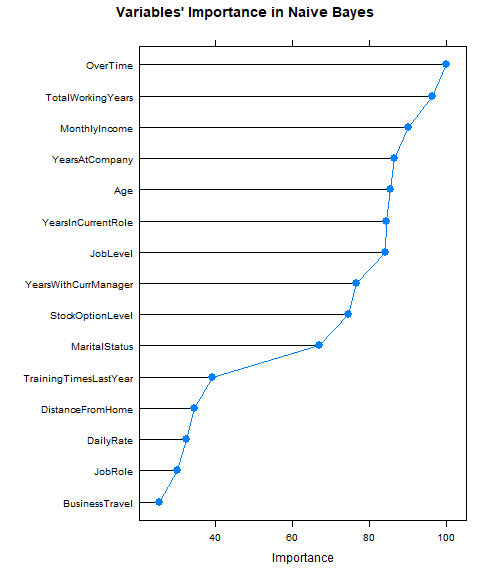 Variables' Importance in Naive Bayes
OverTime
TotalWorkingYears
MonthlyIncome
YearsAtCompany
Age
YearsInCurrentRole
JobLevel
YearsWithCurrManager
StockOptionLevel
MaritalStatus
TrainingTimesLastYear
DistanceFromHome
DailyRate
JobRole
BusinessTravel
40 60 80 100
Importance